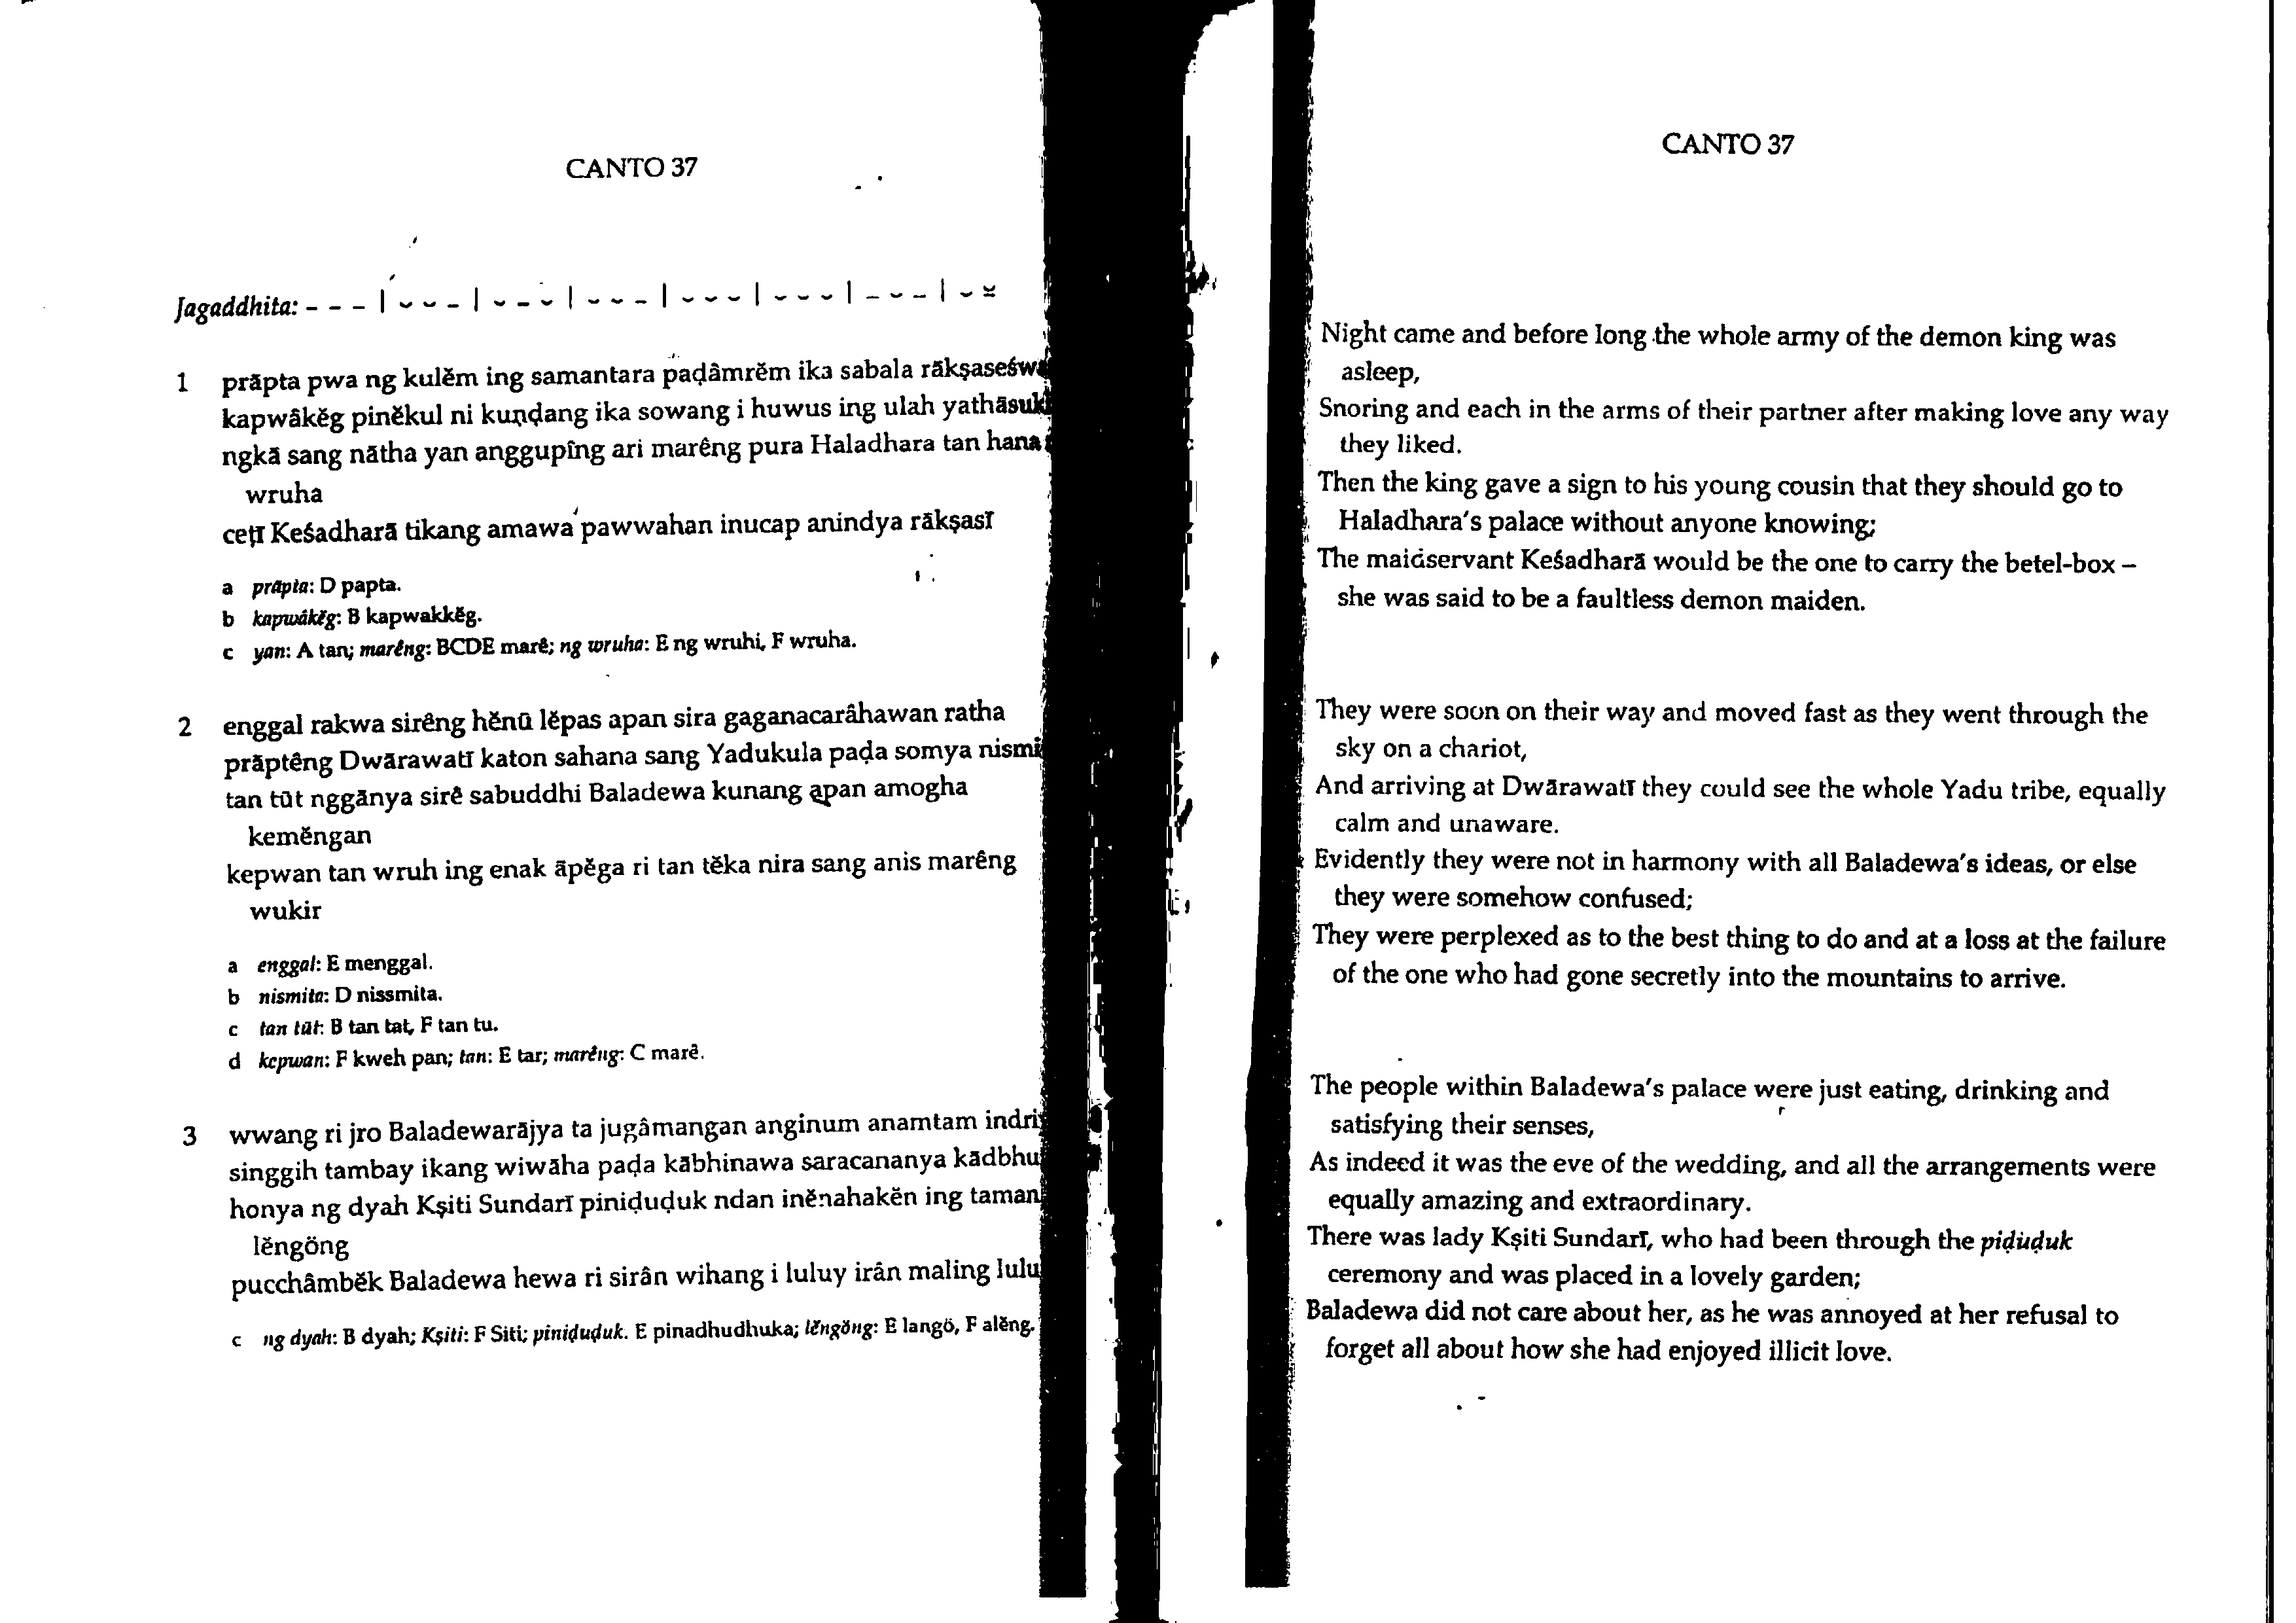 CANTO 37
Jagaddhita: – – – | ⏑ ⏑ – | ⏑ – ⏑ | ⏑ ⏑ – | ⏑ ⏑ ⏑ | ⏑ ⏑ ⏑ | – ⏑ – | ⏑ ⏓
1 prāpta pwa ng kulĕm ing samantara paḍâmrĕm ika sabala
kapwâkĕg pinĕkul ni kuṇḍang ika sowang i huwus ing ulah
ngkā sang nātha yan anggupîng ari marêng pura Haladhara tan hana
wruha
ceṭī Keśadharā tikang amawa pawwahan inucap anindya rākṣasī
a prāpta: D papta.
b kapwâkĕg: B kapwakkĕg.
c yan: A tan; marêng: BCDE marê; ng wruha: E ng wruhi, F wruha.
2 enggal rakwa sirêng hĕnū lĕpas apan sira gaganacarâhawan ratha
prāptêng Dwārawatī katon sahana sang Yadukula paḍa somya
tan tūt nggānya sirê sabuddhi Baladewa kunang apan amogha
kemĕngan
kepwan tan wruh ing enak āpĕga ri tan tĕka nira sang anis marêng
wukir
a enggal: E menggal.
b nismita: D nissmita.
c tan tūt: B tan tat, F tan tu.
d kepwan: F kweh pan; tan: E tar; marêng: C marê.
3 wwang ri jro Baladewarājya ta jugâmangan anginum anamtam
singgih tambay ikang wiwāha paḍa kābhinawa saracananya
honya ng dyah Kṣiti Sundarī piniḍuḍuk ndan inĕnahakĕn ing taman
lĕngöng
pucchâmbĕk Baladewa hewa ri sirân wihang i luluy irân maling
c ng dyah: B dyah; Kṣiti: F Siti; piniḍuḍuk. E pinadhudhuka; lĕngöng: E langö, F alĕng.
CANTO 37
Night came and before long the whole army of the demon king was
asleep,
Snoring and each in the arms of their partner after making love any way
they liked.
Then the king gave a sign to his young cousin that they should go to
Haladhara's palace without anyone knowing;
The maidservant Keśadharā would be the one to carry the betel-box –
she was said to be a faultless demon maiden.
They were soon on their way and moved fast as they went through the
sky on a chariot,
And arriving at Dwārawatī they could see the whole Yadu tribe, equally
calm and unaware.
Evidently they were not in harmony with all Baladewa's ideas, or else
they were somehow confused;
They were perplexed as to the best thing to do and at a loss at the failure
of the one who had gone secretly into the mountains to arrive.
The people within Baladewa's palace were just eating, drinking and
satisfying their senses,
As indeed it was the eve of the wedding, and all the arrangements were
equally amazing and extraordinary.
There was lady Kṣiti Sundarī, who had been through the piḍuḍuk
ceremony and was placed in a lovely garden;
Baladewa did not care about her, as he was annoyed at her refusal to
forget all about how she had enjoyed illicit love.